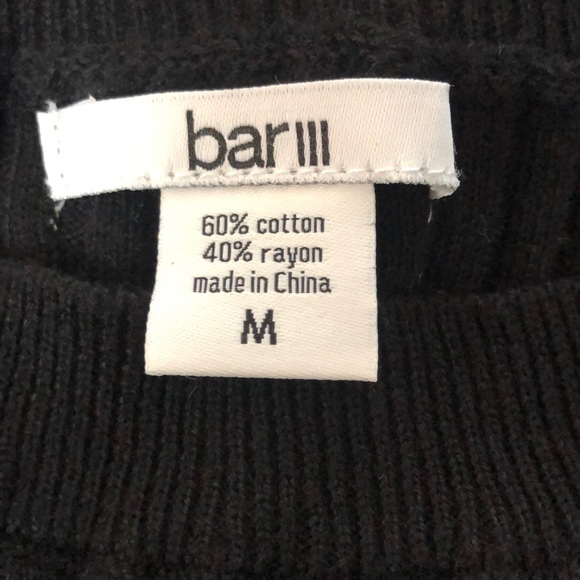 bar III
60% cotton
40% rayon
made in China
M